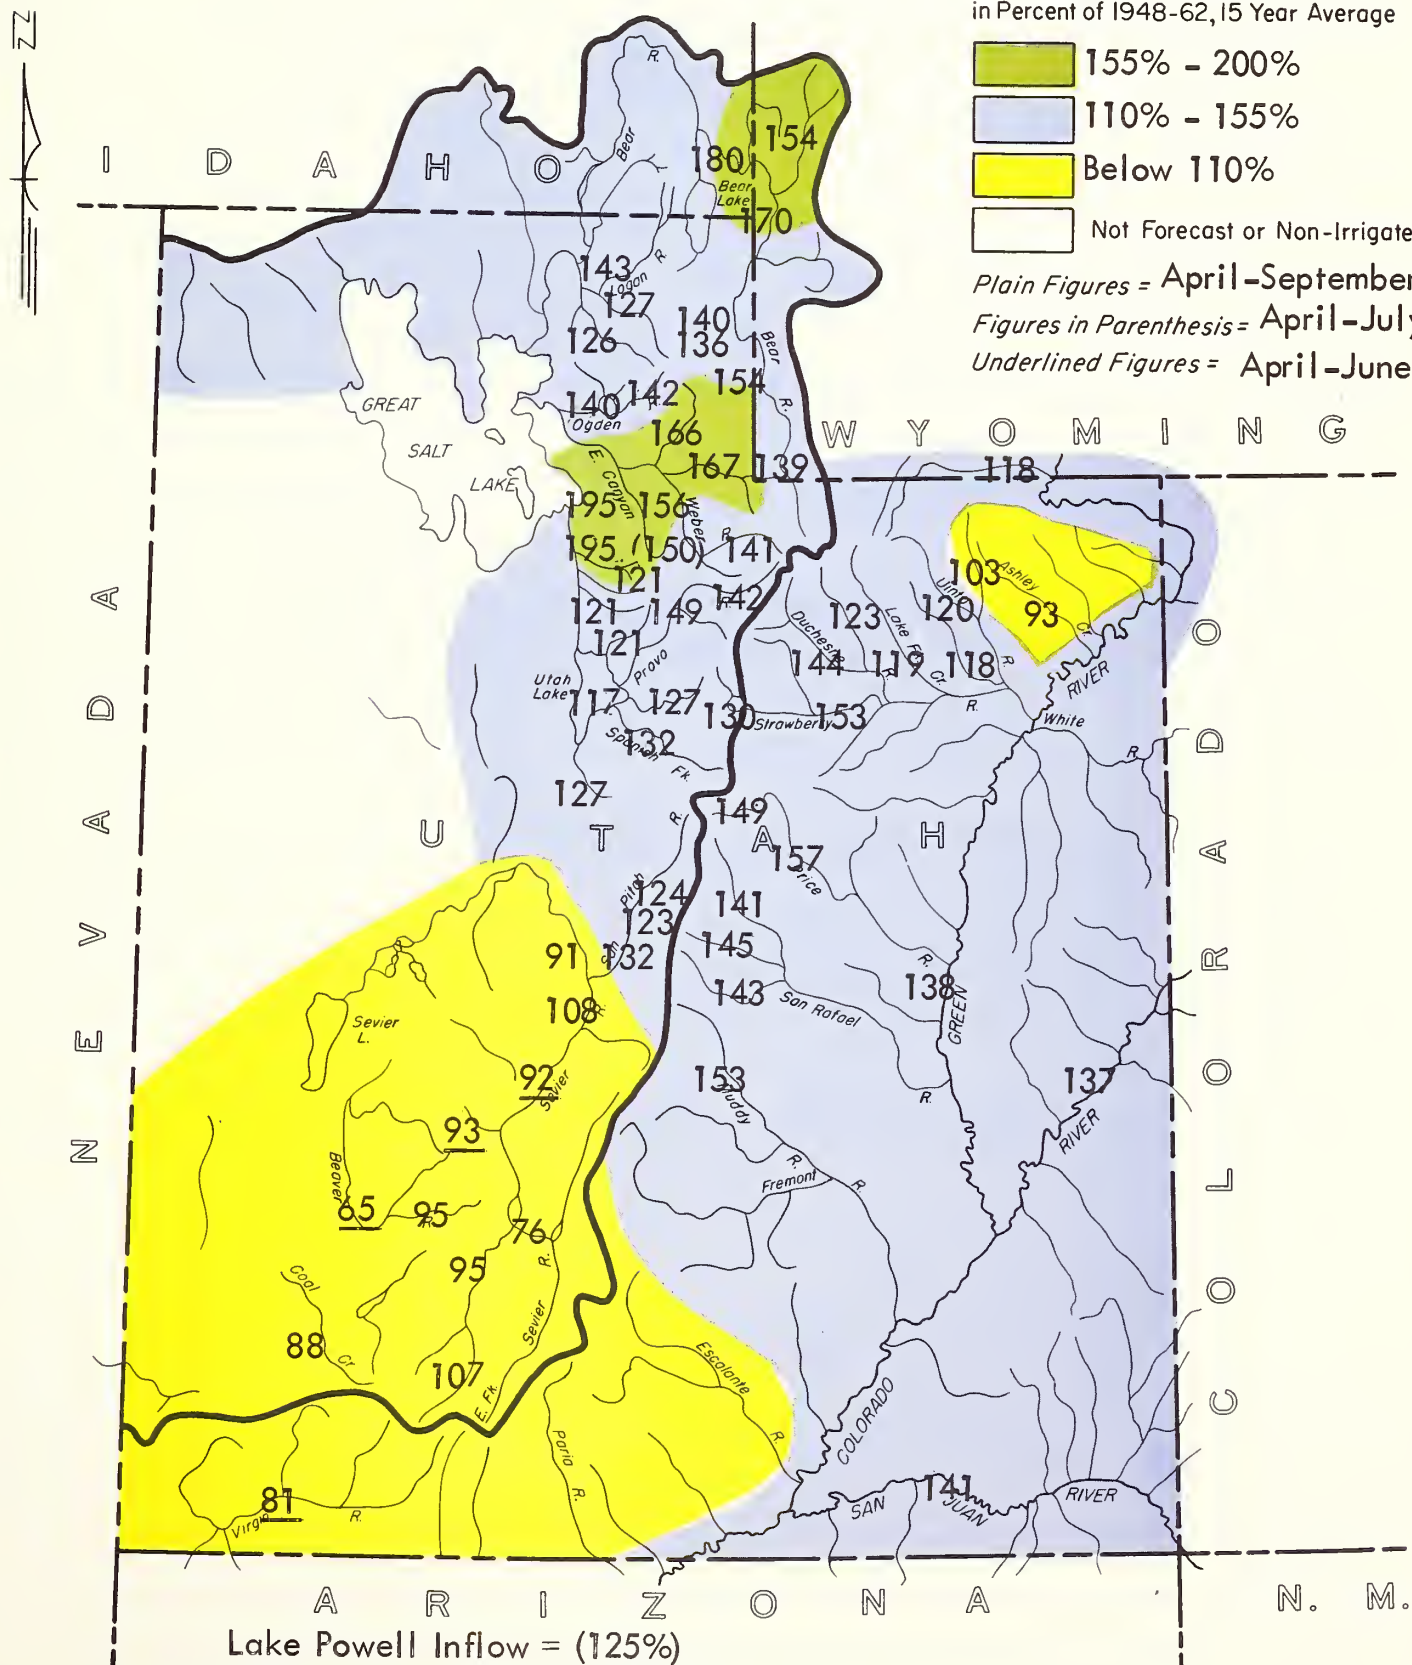 in Percent of 1948-62, 15 Year Average
155% - 200%
110% - 155%
Below 110%
Not Forecast or Non-Irrigate
Plain Figures = April-September
Figures in Parenthesis = April-July
Underlined Figures = April-June
I D A H O
R.
Bear
154
180
Bear
Lake
170
143
Logan R.
127
126
140
136
Bear
R.
154
GREAT
SALT
LAKE
142
R.
140
Ogden
166
167
139
W Y O M I N G
118
E. Canyon
195
156
Weber
R.
195
(150)
141
121
142
R.
121
149
121
Provo
Utah
Lake
117
127
130
Strawberry
153
R.
132
Spanish Fk.
127
103
Ashley
Cr.
93
Uinta
120
R.
123
Lake Fk.
Cr.
Duchesne
R.
144
119
118
RIVER
White
R.
N E V A D A
U T A H
C O L O R A D O
149
157
Price
R.
R.
San Pitch
124
123
132
141
145
143
San Rafael
R.
138
GREEN
91
108
R.
Sevier
L.
92
Sevier
93
Beaver
65
95
R.
76
95
R.
Sevier
E. Fk.
Coal
Cr.
88
107
153
Muddy
R.
Fremont
R.
137
RIVER
Escalante
R.
COLORADO
Paria
R.
81
Virgin
R.
141
SAN
JUAN
RIVER
A R I Z O N A
N. M.
Lake Powell Inflow = (125%)